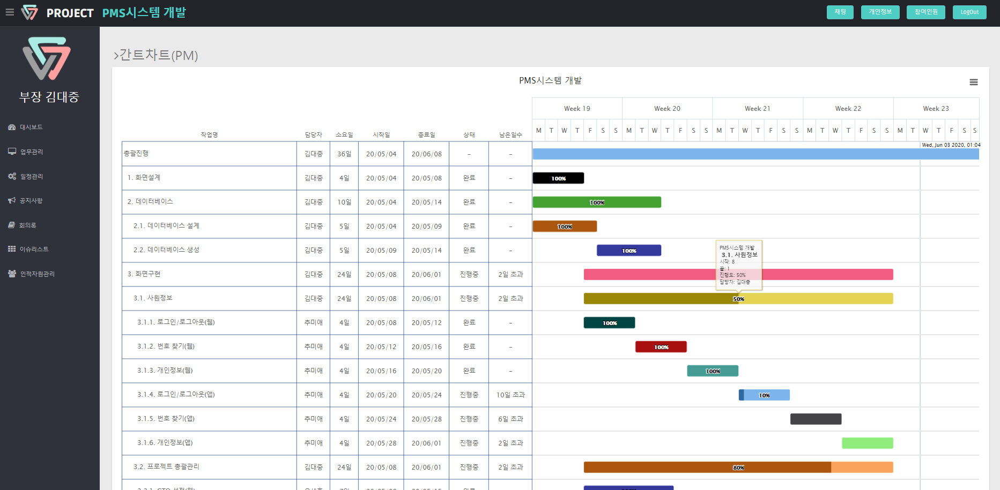 PROJECT PMS시스템 개발
채팅 개인정보 참여인원 LogOut
부장 김대중
대시보드
업무관리
일정관리
공지사항
회의록
이슈리스트
인적자원관리
>간트차트(PM)
PMS시스템 개발
Week 19 Week 20 Week 21 Week 22 Week 23
M T W T F S S M T W T F S S M T W T F S S M T W T F S S M T W T F S S
작업명 담당자 소요일 시작일 종료일 상태 남은일수
Wed, Jun 03 2020, 01:04
총괄진행 김대중 36일 20/05/04 20/06/08 - -
1. 화면설계 김대중 4일 20/05/04 20/05/08 완료 - 100%
2. 데이터베이스 김대중 10일 20/05/04 20/05/14 완료 - 100%
2.1. 데이터베이스 설계 김대중 5일 20/05/04 20/05/09 완료 - 100%
2.2. 데이터베이스 생성 김대중 5일 20/05/09 20/05/14 완료 - 100%
PMS시스템 개발
3.1. 사원정보
시작: 8
끝: 1
진행도: 50%
담당자: 김대중
3. 화면구현 김대중 24일 20/05/08 20/06/01 진행중 2일 초과
3.1. 사원정보 김대중 24일 20/05/08 20/06/01 진행중 2일 초과 50%
3.1.1. 로그인/로그아웃(웹) 추미애 4일 20/05/08 20/05/12 완료 - 100%
3.1.2. 번호 찾기(웹) 추미애 4일 20/05/12 20/05/16 완료 - 100%
3.1.3. 개인정보(웹) 추미애 4일 20/05/16 20/05/20 완료 - 100%
3.1.4. 로그인/로그아웃(앱) 추미애 4일 20/05/20 20/05/24 진행중 10일 초과 10%
3.1.5. 번호 찾기(앱) 추미애 4일 20/05/24 20/05/28 진행중 6일 초과
3.1.6. 개인정보(앱) 추미애 4일 20/05/28 20/06/01 진행중 2일 초과
3.2. 프로젝트 총괄관리 김대중 24일 20/05/08 20/06/01 진행중 2일 초과 80%